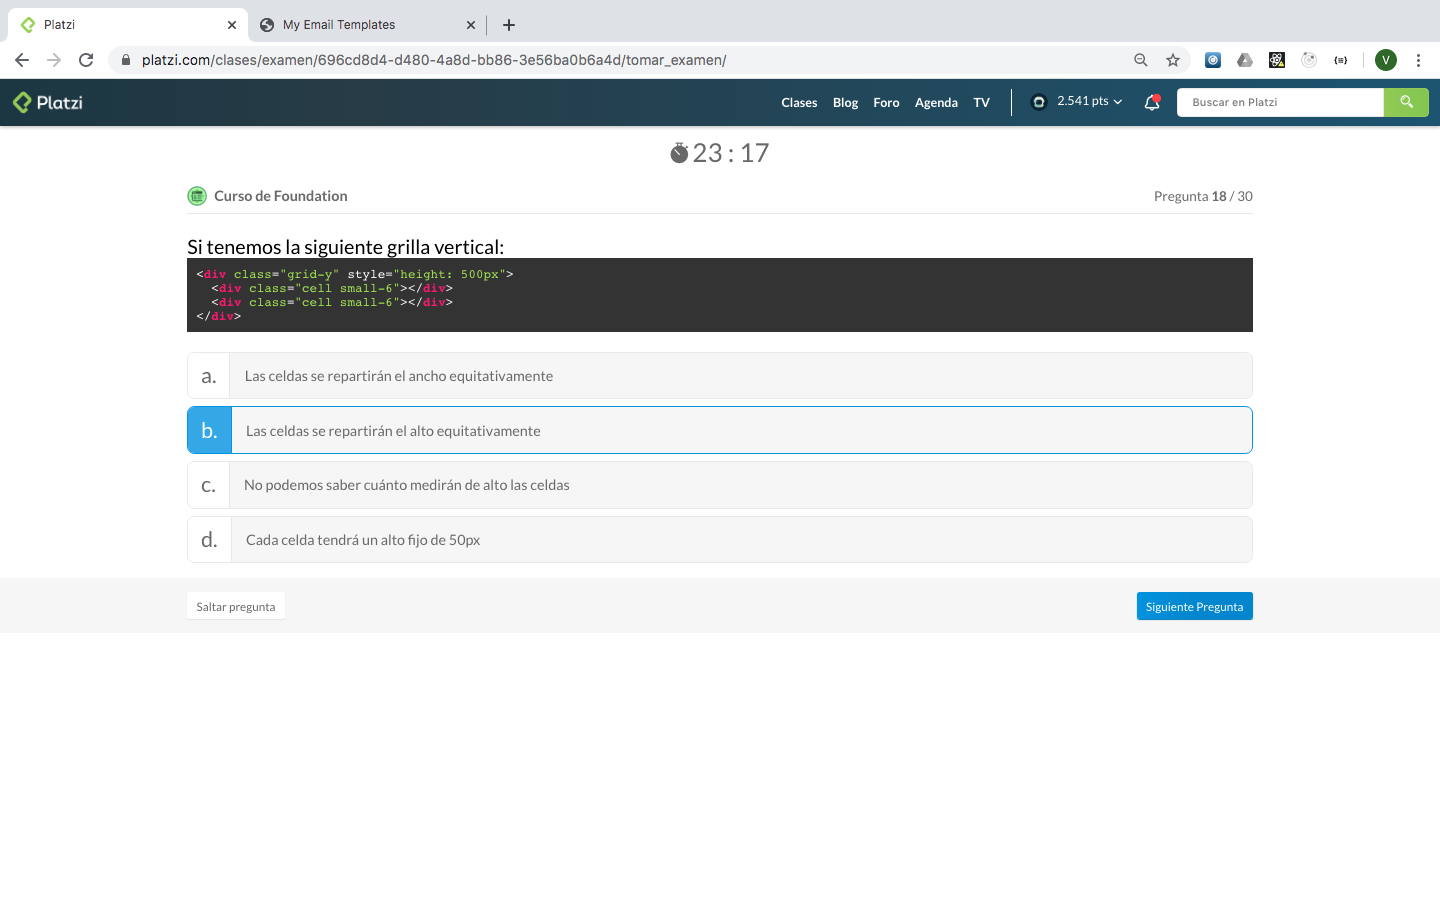 Platzi
My Email Templates
platzi.com/clases/examen/696cd8d4-d480-4a8d-bb86-3e56ba0b6a4d/tomar_examen/
V
Platzi
Clases
Blog
Foro
Agenda
TV
2.541 pts
Buscar en Platzi
23 : 17
Curso de Foundation
Pregunta 18 / 30
Si tenemos la siguiente grilla vertical:
<div class="grid-y" style="height: 500px">
<div class="cell small-6"></div>
<div class="cell small-6"></div>
</div>
a. Las celdas se repartirán el ancho equitativamente
b. Las celdas se repartirán el alto equitativamente
c. No podemos saber cuánto medirán de alto las celdas
d. Cada celda tendrá un alto fijo de 50px
Saltar pregunta
Siguiente Pregunta